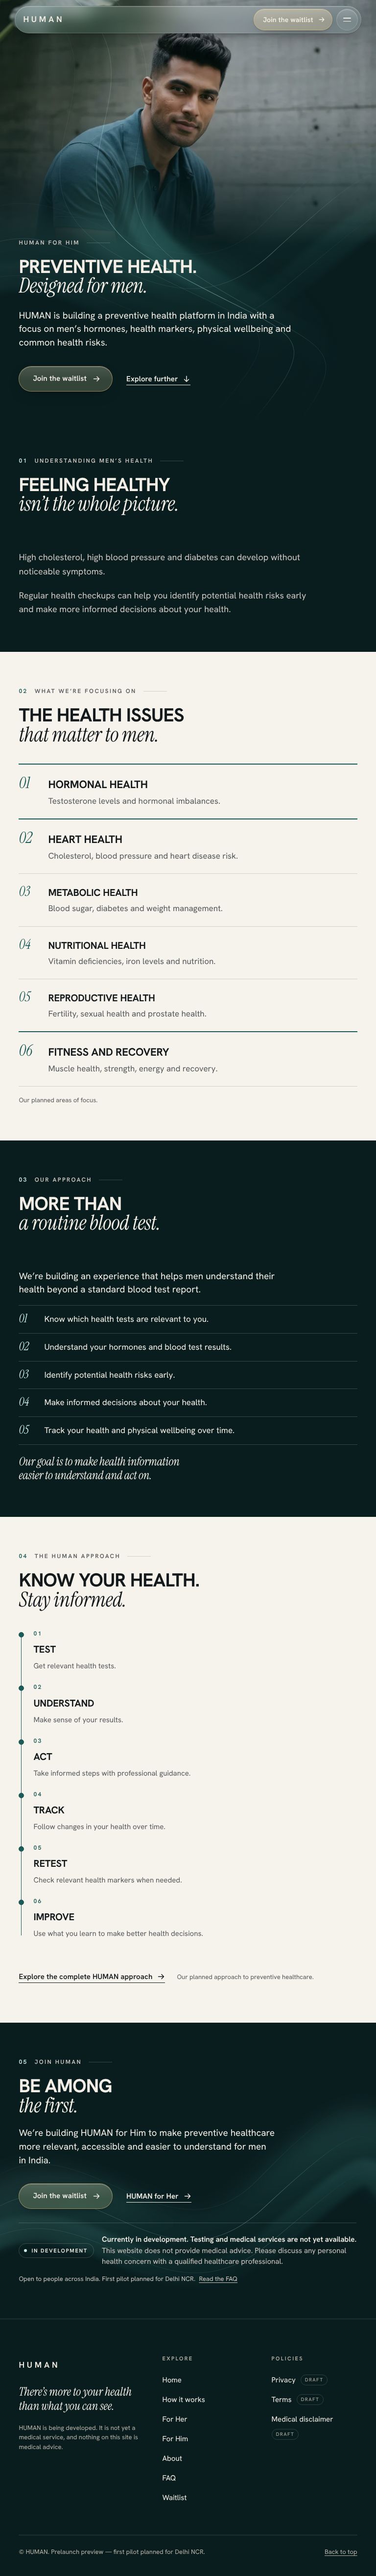 HUMAN
Join the waitlist →
HUMAN FOR HIM
PREVENTIVE HEALTH.
Designed for men.
HUMAN is building a preventive health platform in India with a
focus on men's hormones, health markers, physical wellbeing and
common health risks.
Join the waitlist →
Explore further ↓
01 UNDERSTANDING MEN'S HEALTH
FEELING HEALTHY
isn't the whole picture.
High cholesterol, high blood pressure and diabetes can develop without
noticeable symptoms.
Regular health checkups can help you identify potential health risks early
and make more informed decisions about your health.
02 WHAT WE'RE FOCUSING ON
THE HEALTH ISSUES
that matter to men.
01 HORMONAL HEALTH
Testosterone levels and hormonal imbalances.
02 HEART HEALTH
Cholesterol, blood pressure and heart disease risk.
03 METABOLIC HEALTH
Blood sugar, diabetes and weight management.
04 NUTRITIONAL HEALTH
Vitamin deficiencies, iron levels and nutrition.
05 REPRODUCTIVE HEALTH
Fertility, sexual health and prostate health.
06 FITNESS AND RECOVERY
Muscle health, strength, energy and recovery.
Our planned areas of focus.
03 OUR APPROACH
MORE THAN
a routine blood test.
We're building an experience that helps men understand their
health beyond a standard blood test report.
01 Know which health tests are relevant to you.
02 Understand your hormones and blood test results.
03 Identify potential health risks early.
04 Make informed decisions about your health.
05 Track your health and physical wellbeing over time.
Our goal is to make health information
easier to understand and act on.
04 THE HUMAN APPROACH
KNOW YOUR HEALTH.
Stay informed.
01
TEST
Get relevant health tests.
02
UNDERSTAND
Make sense of your results.
03
ACT
Take informed steps with professional guidance.
04
TRACK
Follow changes in your health over time.
05
RETEST
Check relevant health markers when needed.
06
IMPROVE
Use what you learn to make better health decisions.
Explore the complete HUMAN approach →
Our planned approach to preventive healthcare.
05 JOIN HUMAN
BE AMONG
the first.
We're building HUMAN for Him to make preventive healthcare
more relevant, accessible and easier to understand for men
in India.
Join the waitlist →
HUMAN for Her →
IN DEVELOPMENT
Currently in development. Testing and medical services are not yet available.
This website does not provide medical advice. Please discuss any personal
health concern with a qualified healthcare professional.
Open to people across India. First pilot planned for Delhi NCR. Read the FAQ
HUMAN
There's more to your health
than what you can see.
HUMAN is being developed. It is not yet a
medical service, and nothing on this site is
medical advice.
EXPLORE
Home
How it works
For Her
For Him
About
FAQ
Waitlist
POLICIES
Privacy DRAFT
Terms DRAFT
Medical disclaimer
DRAFT
© HUMAN. Prelaunch preview — first pilot planned for Delhi NCR.
Back to top